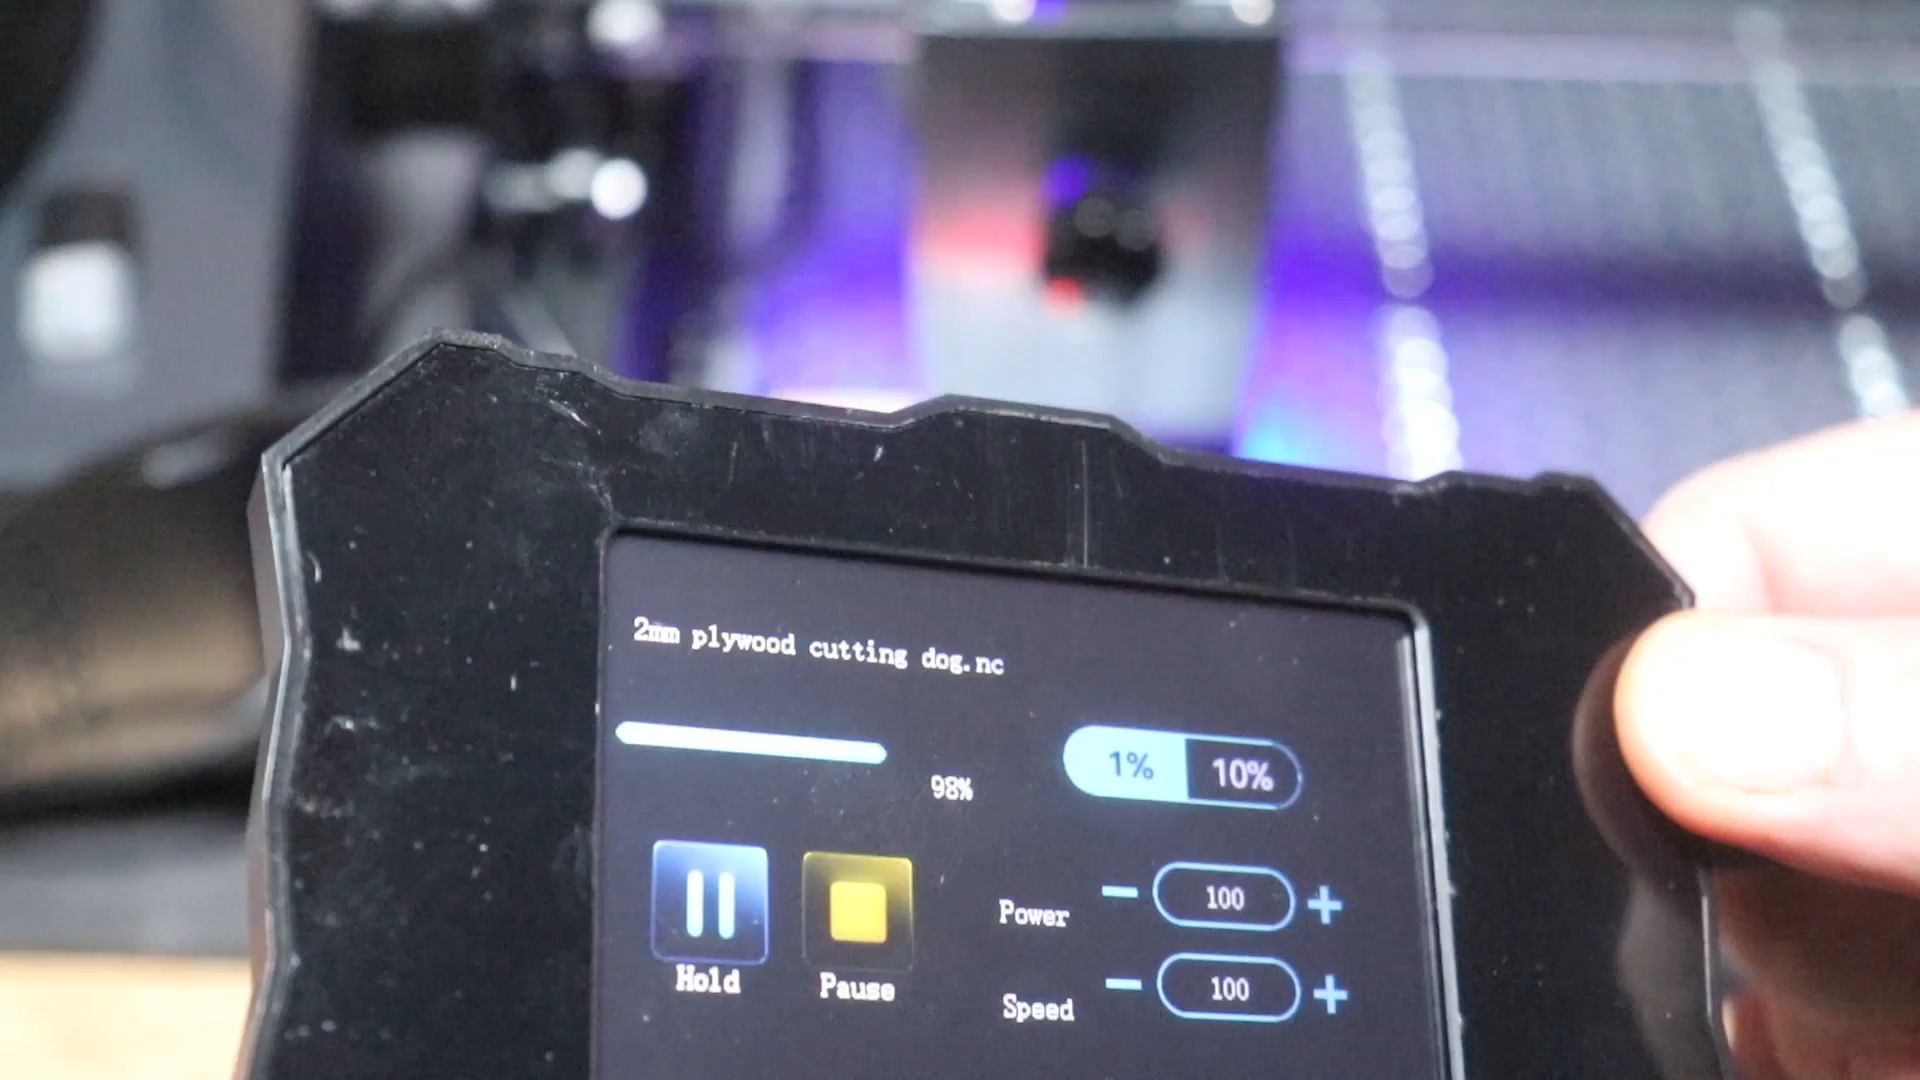 2mm plywood cutting dog.nc
98%
1% 10%
Hold
Pause
Power
100
Speed
100